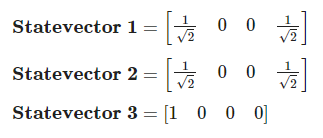 Statevector 1 = [1/√2 0 0 1/√2]
Statevector 2 = [1/√2 0 0 1/√2]
Statevector 3 = [1 0 0 0]